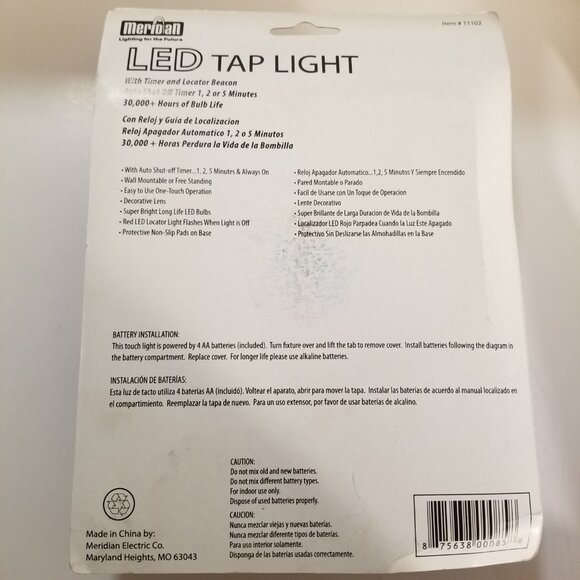 Meridian
Lighting for the Future
Item # 11102
LED TAP LIGHT
With Timer and Locator Beacon
Auto Shut Off Timer 1, 2 or 5 Minutes
30,000+ Hours of Bulb Life
Con Reloj y Guia de Localizacion
Reloj Apagador Automatico 1, 2 o 5 Minutos
30,000 + Horas Perdura la Vida de la Bombilla
• With Auto Shut-off Timer...1, 2, 5 Minutes & Always On
• Wall Mountable or Free Standing
• Easy to Use One-Touch Operation
• Decorative Lens
• Super Bright Long Life LED Bulbs
• Red LED Locator Light Flashes When Light is Off
• Protective Non-Slip Pads on Base
• Reloj Apagador Automatico...1,2, 5 Minutos Y Siempre Encendido
• Pared Montable o Parado
• Facil de Usarse con Un Toque de Operacion
• Lente Decorativo
• Super Brillante de Larga Duracion de Vida de la Bombilla
• Localizador LED Rojo Parpadea Cuando la Luz Este Apagado
• Protectivo Sin Deslizarse las Almohadillas en la Base
BATTERY INSTALLATION:
This touch light is powered by 4 AA batteries (included). Turn fixture over and lift the tab to remove cover. Install batteries following the diagram in
the battery compartment. Replace cover. For longer life please use alkaline batteries.
INSTALACIÓN DE BATERÍAS:
Esta luz de tacto utiliza 4 baterías AA (incluidó). Voltear el aparato, abrir para mover la tapa. Instalar las baterías de acuerdo al manual localizado en
el compartimiento. Reemplazar la tapa de nuevo. Para un uso extensor, por favor de usar baterías de alcalino.
CAUTION:
Do not mix old and new batteries.
Do not mix different battery types.
For indoor use only.
Dispose of used batteries properly.
CAUCION:
Nunca mezclar viejas y nuevas baterías.
Nunca mezclar diferente tipos de baterías.
Para uso interior solamente.
Disponga de las baterías usadas correctamente.
Made in China by:
Meridian Electric Co.
Maryland Heights, MO 63043
8 75638 00085 8